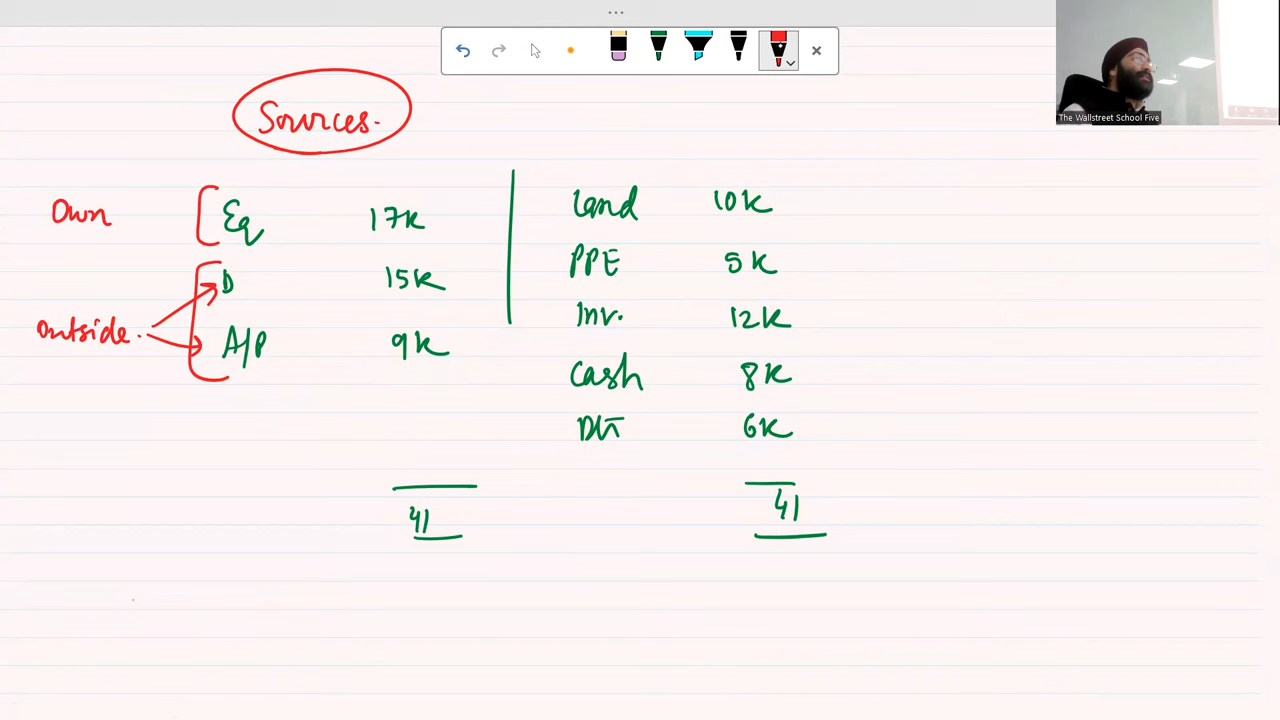 Sources.
Own Eq 17K
D 15K
Outside. A/P 9K
41
Land 10K
PPE 5K
Inv. 12K
Cash 8K
6K
41
The Wallstreet School Five